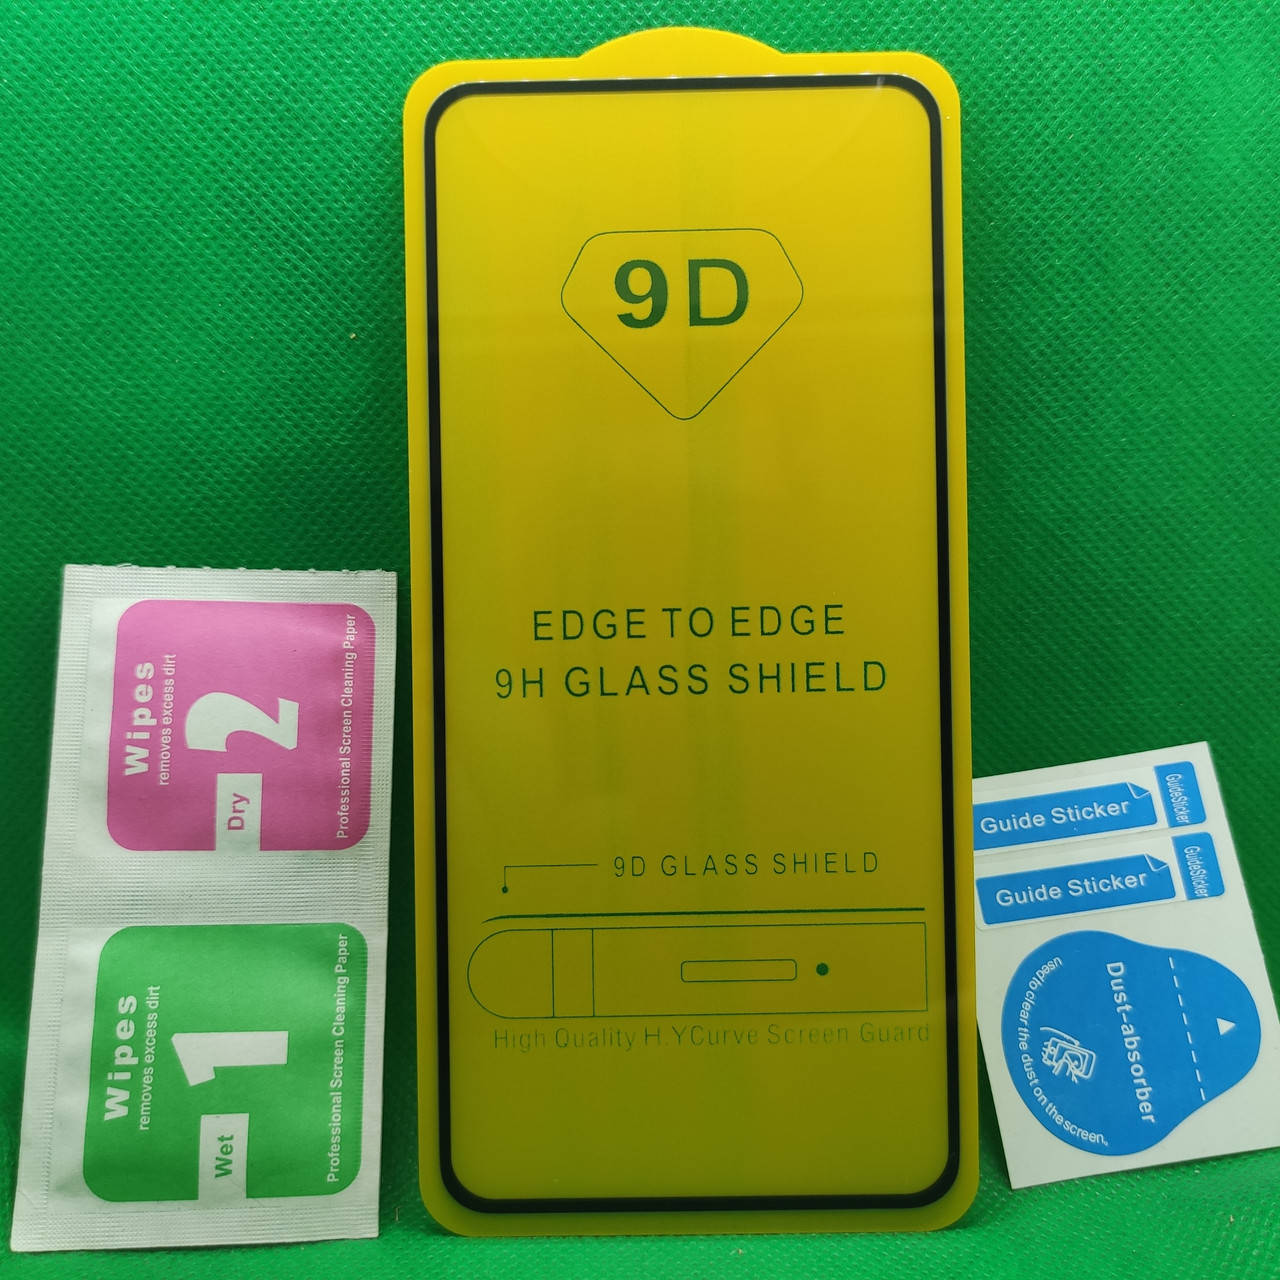 9D
EDGE TO EDGE
9H GLASS SHIELD
9D GLASS SHIELD
High Quality H.YCurve Screen Guard
Wipes
removes excess dirt
2
Dry
Professional Screen Cleaning Paper
Wipes
removes excess dirt
1
Wet
Professional Screen Cleaning Paper
Guide Sticker
GuideSticker
Guide Sticker
GuideSticker
Dust-absorber
used to clear the dust on the screen.